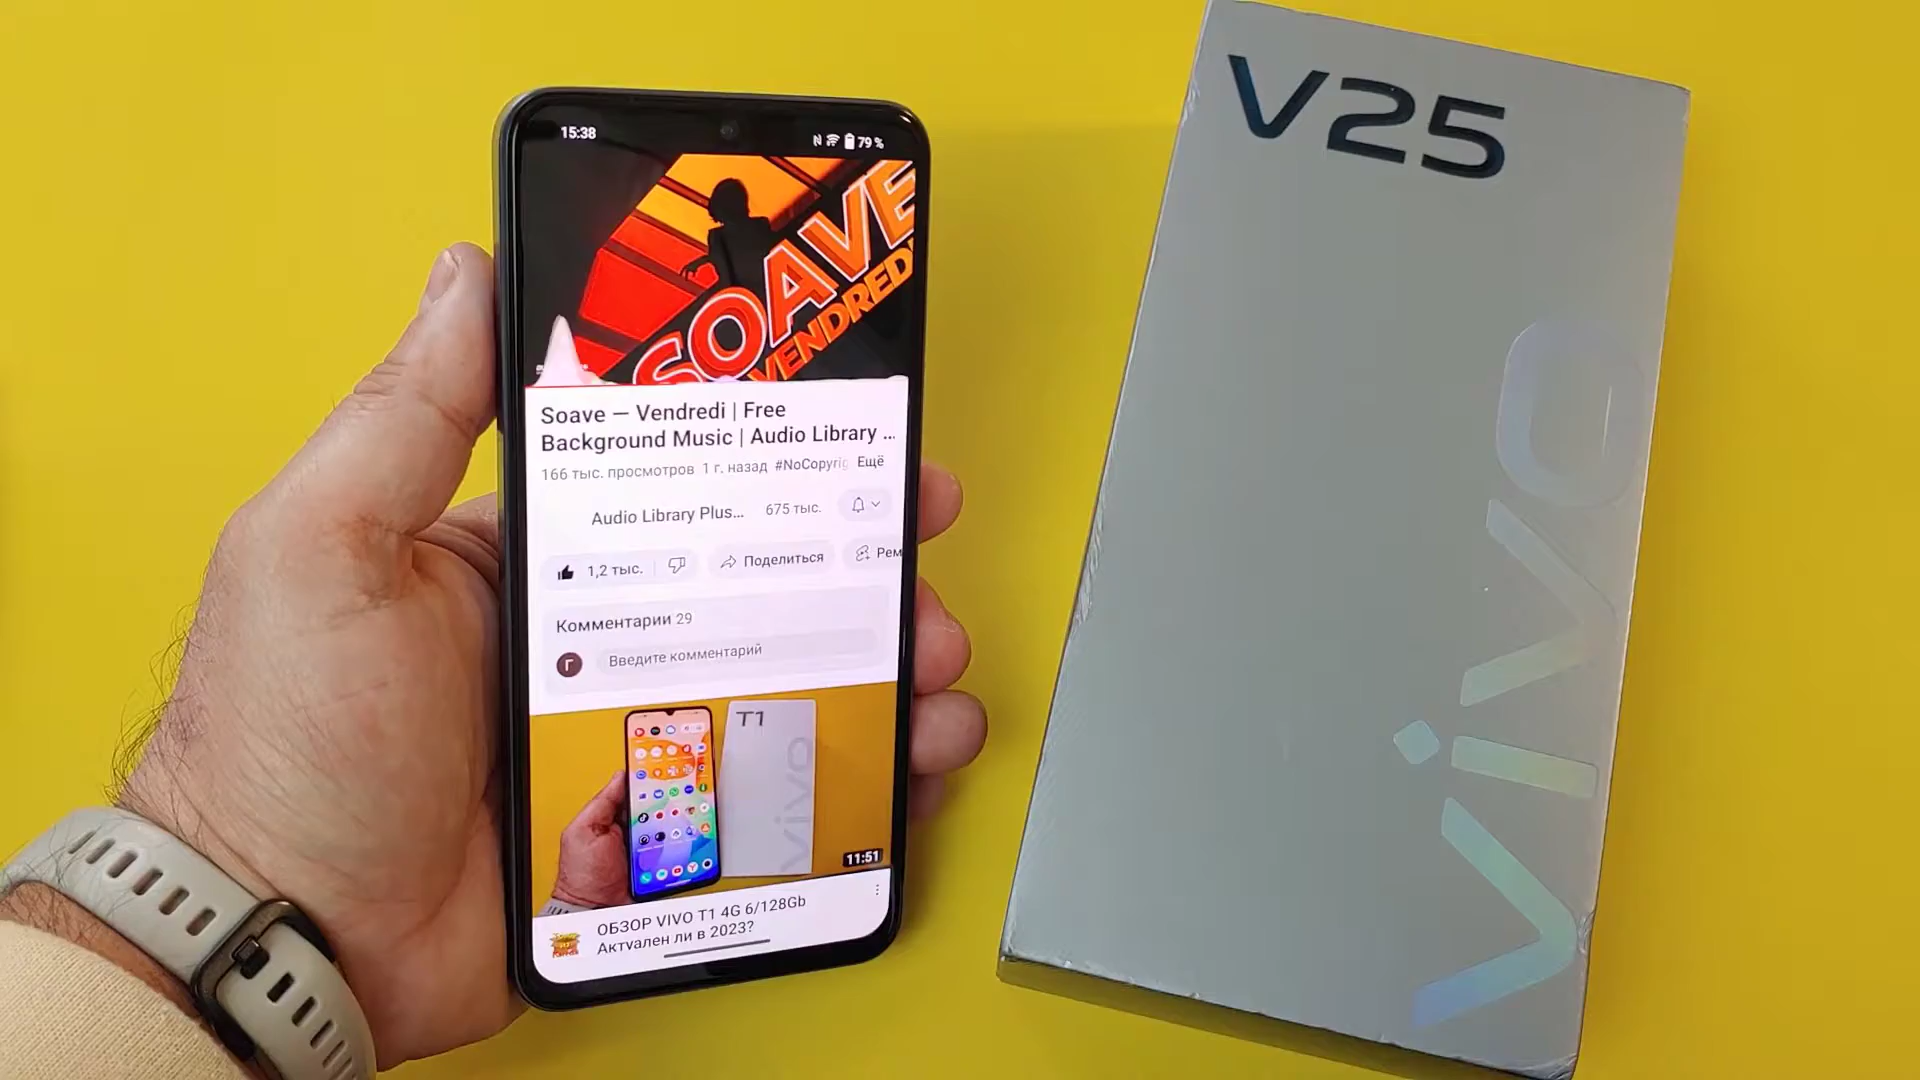 15:38
79 %
SOAVE
VENDREDI
Soave — Vendredi | Free
Background Music | Audio Library ...
166 тыс. просмотров 1 г. назад #NoCopyrig Ещё
Audio Library Plus... 675 тыс.
1,2 тыс. Поделиться Рем
Комментарии 29
Г Введите комментарий
T1
vivo
11:51
ОБЗОР VIVO T1 4G 6/128Gb
Актуален ли в 2023?
V25
vivo